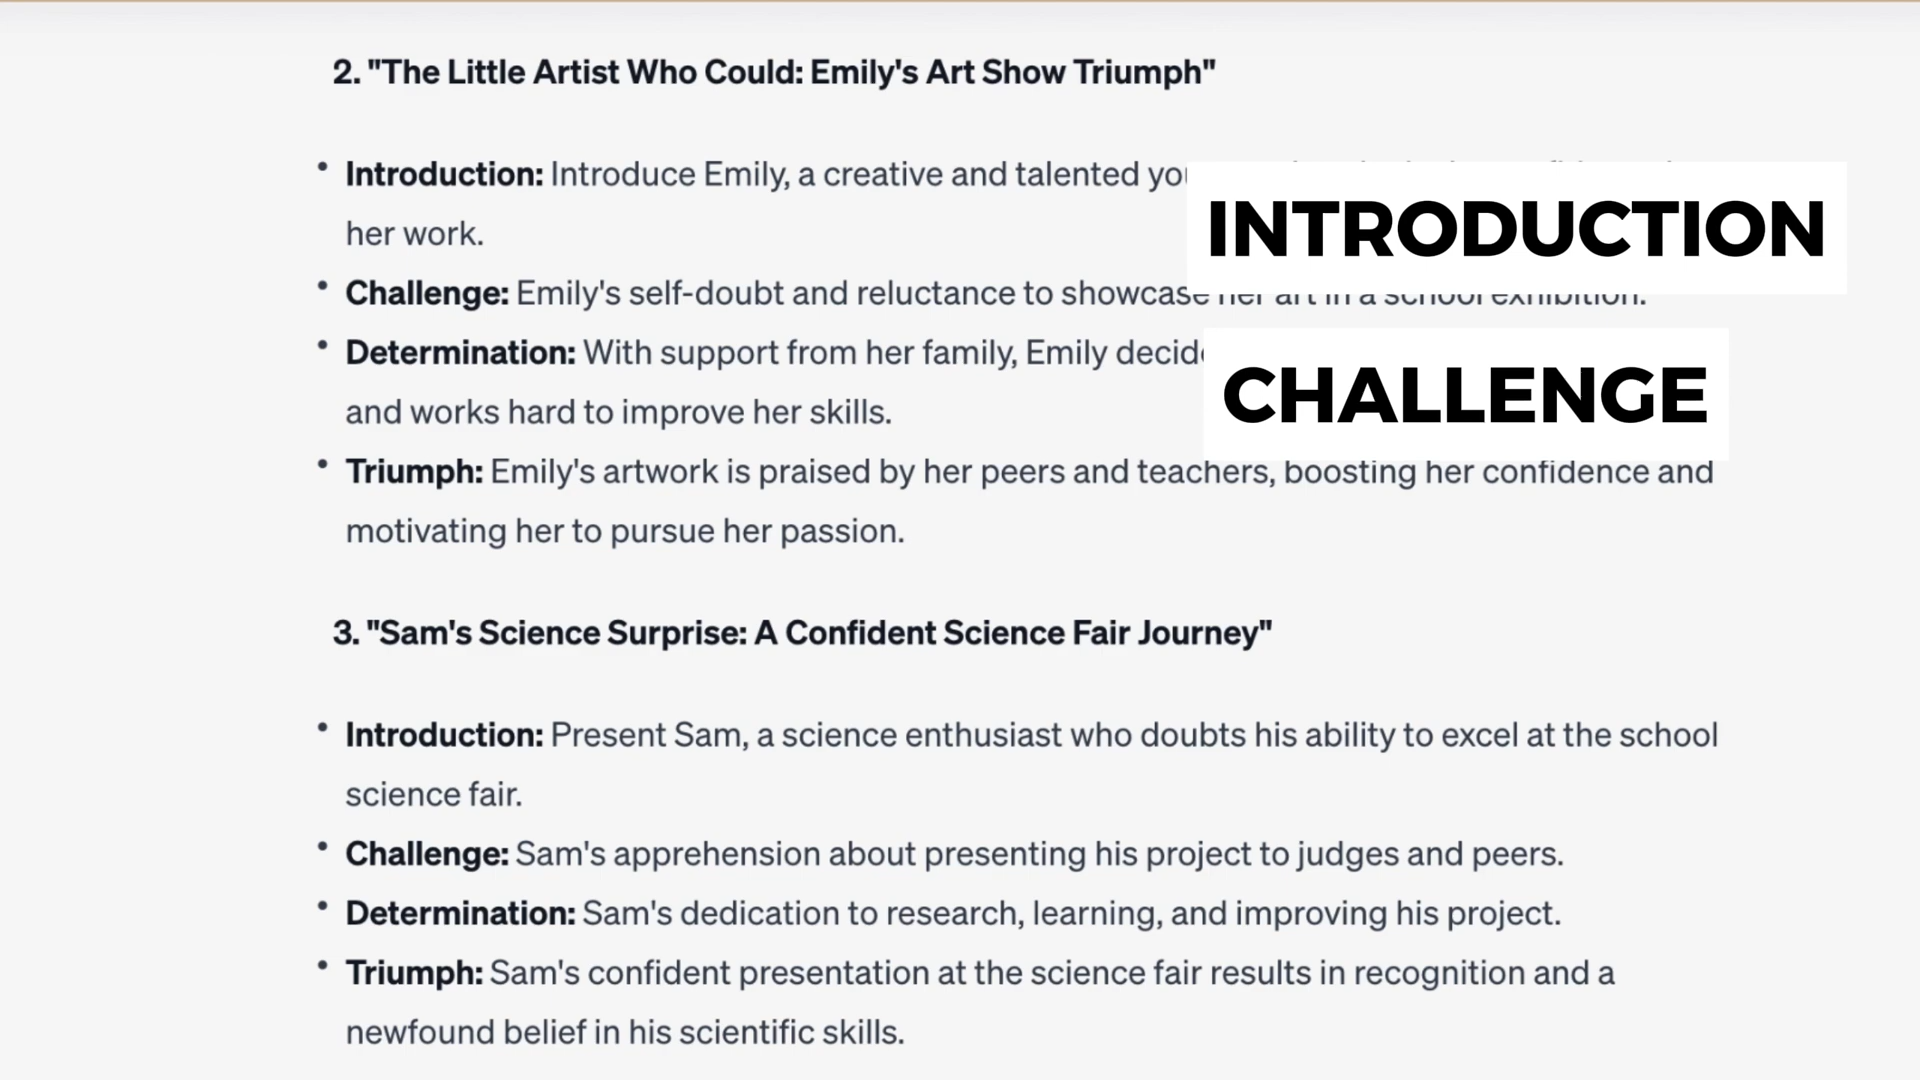 2. "The Little Artist Who Could: Emily's Art Show Triumph"
• Introduction: Introduce Emily, a creative and talented
her work.
INTRODUCTION
• Challenge: Emily's self-doubt and reluctance to showcase her art in a school exhibition.
• Determination: With support from her family, Emily
CHALLENGE
and works hard to improve her skills.
• Triumph: Emily's artwork is praised by her peers and teachers, boosting her confidence and
motivating her to pursue her passion.
3. "Sam's Science Surprise: A Confident Science Fair Journey"
• Introduction: Present Sam, a science enthusiast who doubts his ability to excel at the school
science fair.
• Challenge: Sam's apprehension about presenting his project to judges and peers.
• Determination: Sam's dedication to research, learning, and improving his project.
• Triumph: Sam's confident presentation at the science fair results in recognition and a
newfound belief in his scientific skills.